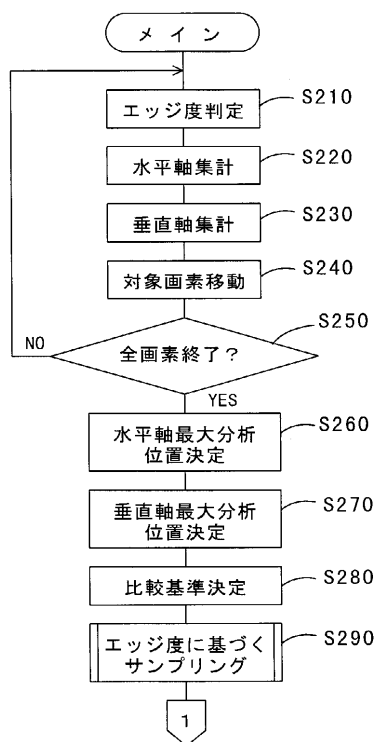 メイン
エッジ度判定
S210
水平軸集計
S220
垂直軸集計
S230
対象画素移動
S240
全画素終了？
S250
NO
YES
水平軸最大分析
位置決定
S260
垂直軸最大分析
位置決定
S270
比較基準決定
S280
エッジ度に基づく
サンプリング
S290
1